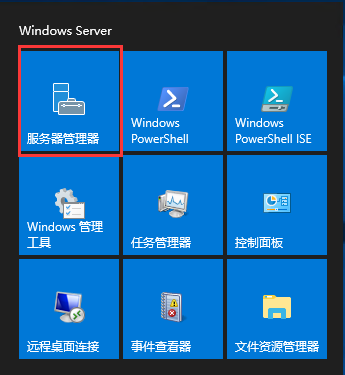 Windows Server
服务器管理器
Windows
PowerShell
Windows
PowerShell ISE
Windows 管理
工具
任务管理器
控制面板
远程桌面连接
事件查看器
文件资源管理器